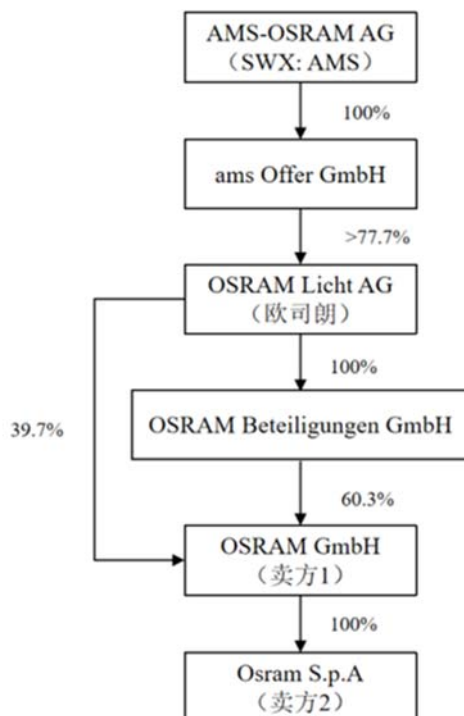 AMS-OSRAM AG
（SWX: AMS）
100%
ams Offer GmbH
>77.7%
OSRAM Licht AG
（欧司朗）
100%
OSRAM Beteiligungen GmbH
39.7%
60.3%
OSRAM GmbH
（卖方1）
100%
Osram S.p.A
（卖方2）